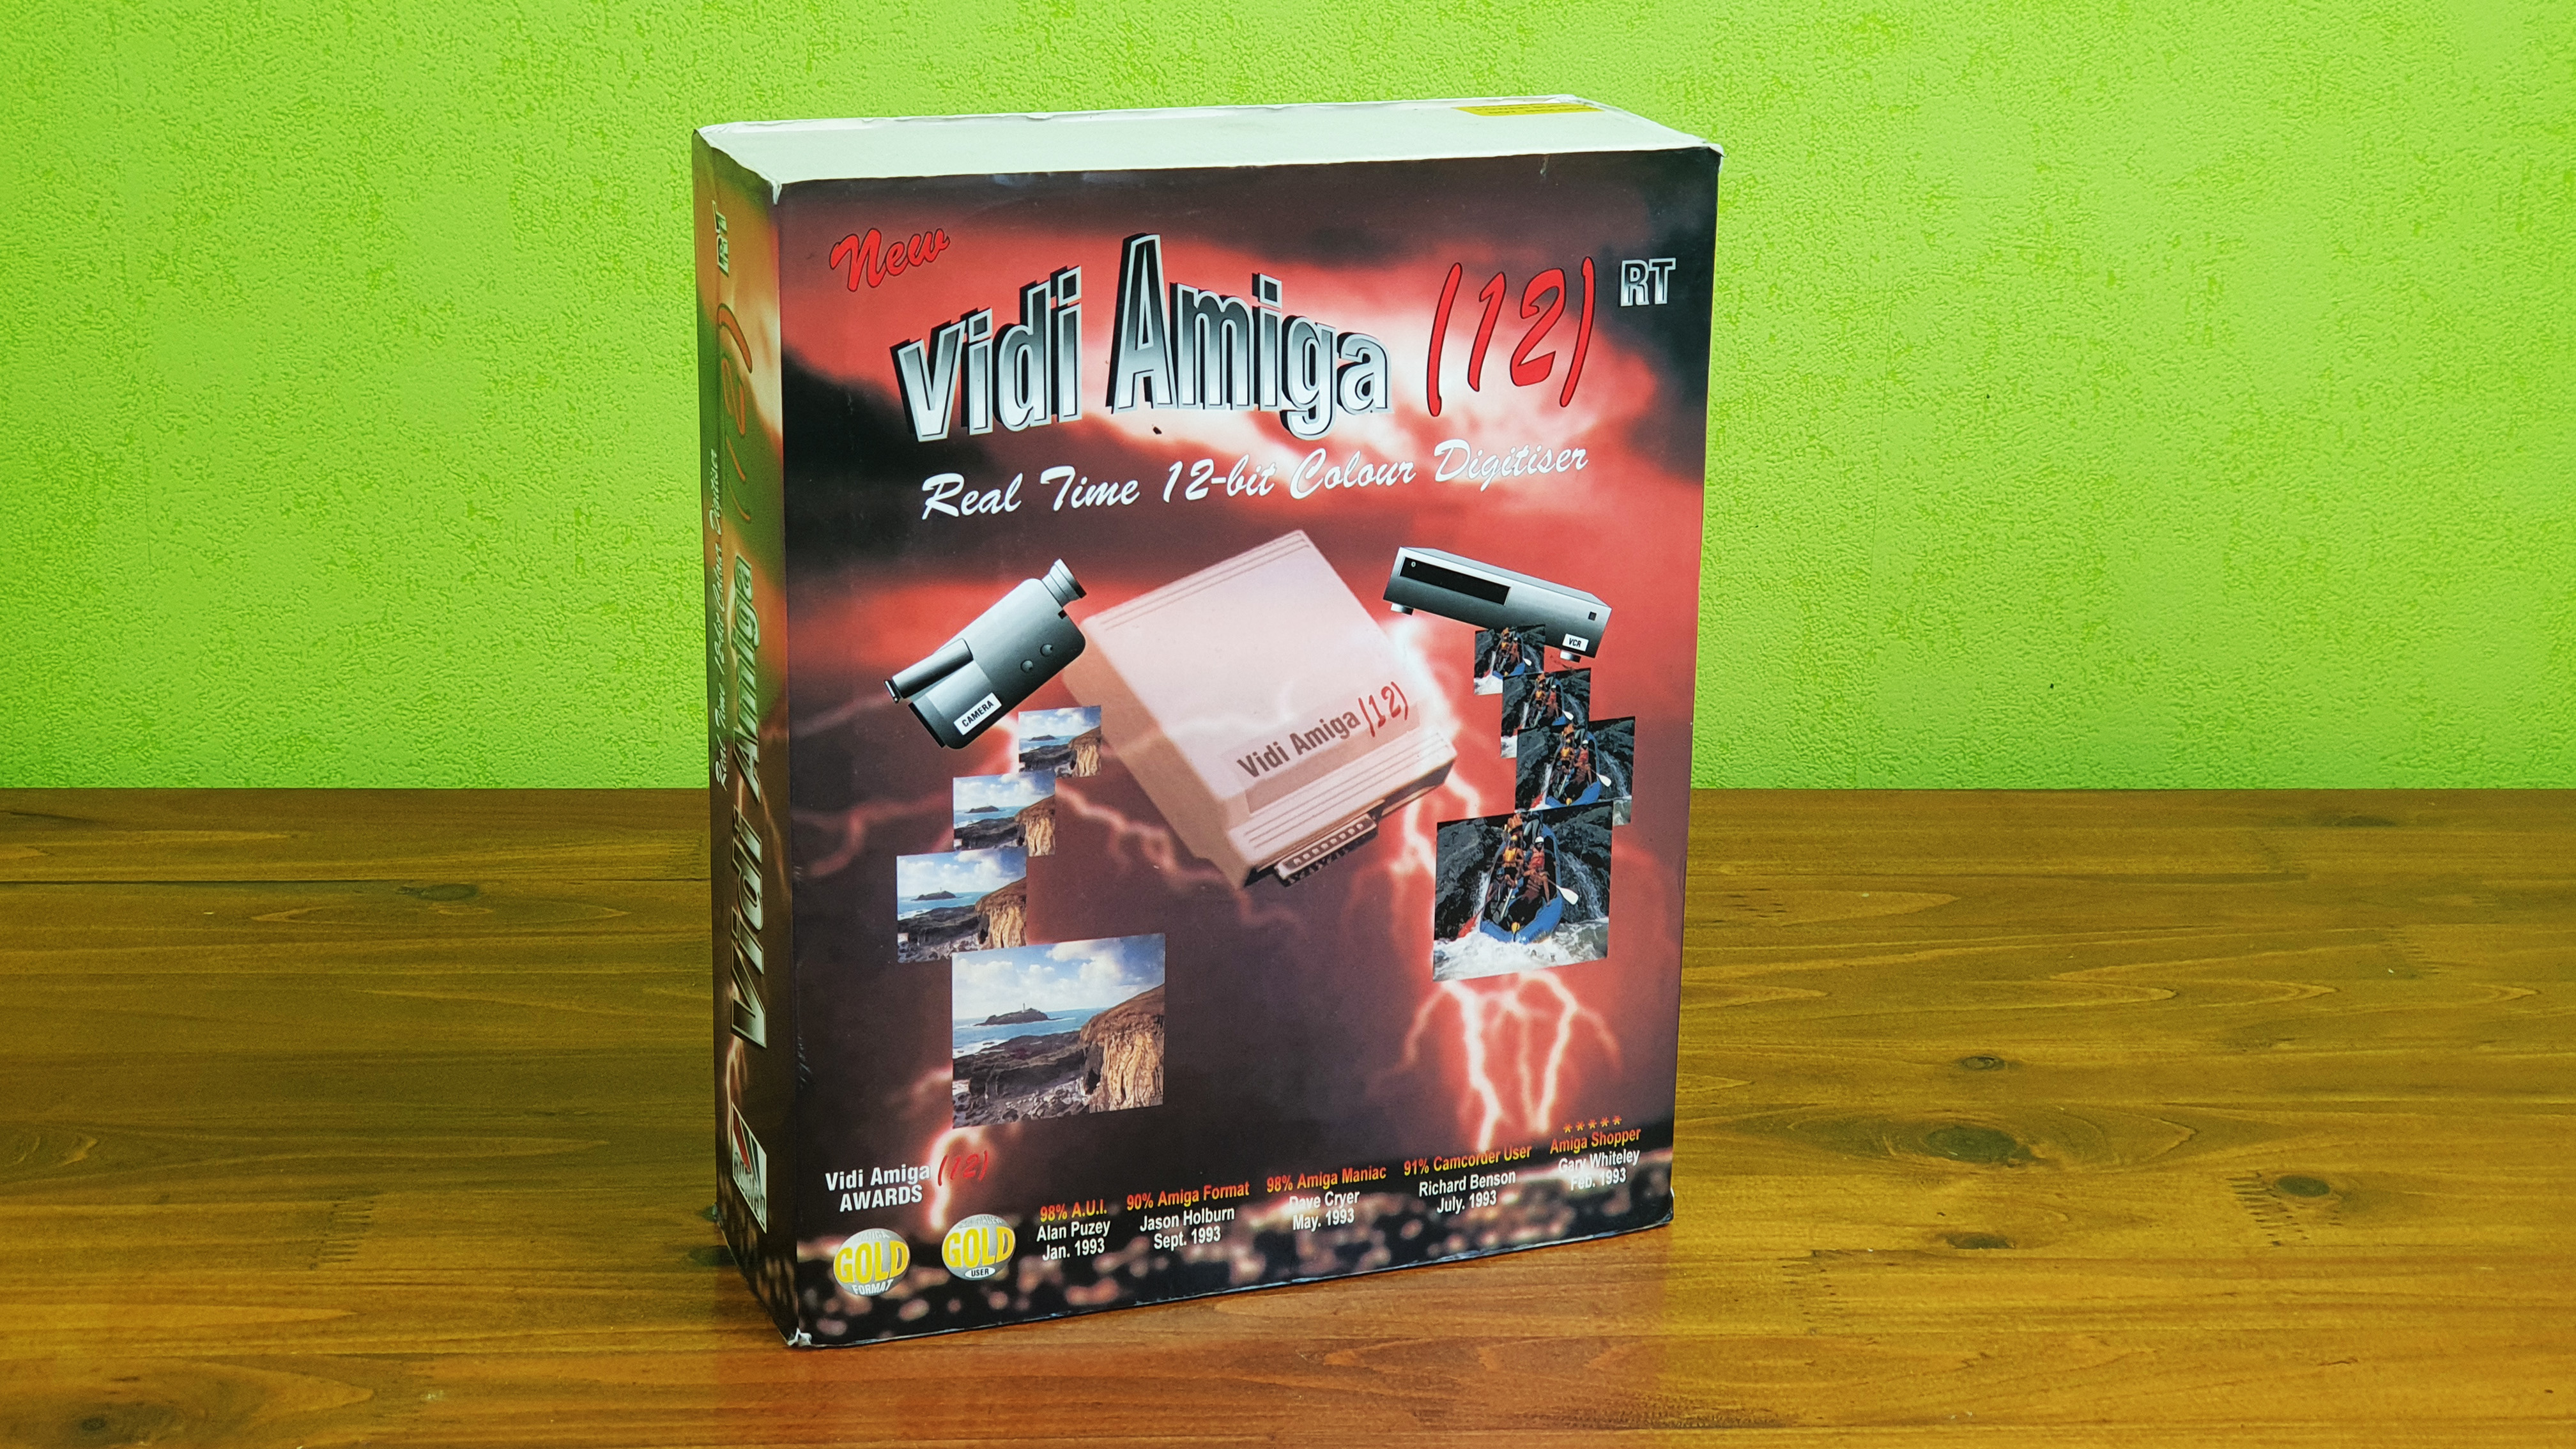 New
Vidi Amiga (12) RT
Real Time 12-bit Colour Digitiser
CAMERA
VCR
Vidi Amiga (12)
Vidi Amiga (12)
AWARDS
GOLD
FORMAT
GOLD
USER
98% A.U.I.
Alan Puzey
Jan. 1993
90% Amiga Format
Jason Holburn
Sept. 1993
98% Amiga Maniac
Dave Cryer
May. 1993
91% Camcorder User
Richard Benson
July. 1993
*****
Amiga Shopper
Gary Whiteley
Feb. 1993
Vidi Amiga (12) RT
Real Time 12-bit Colour Digitiser